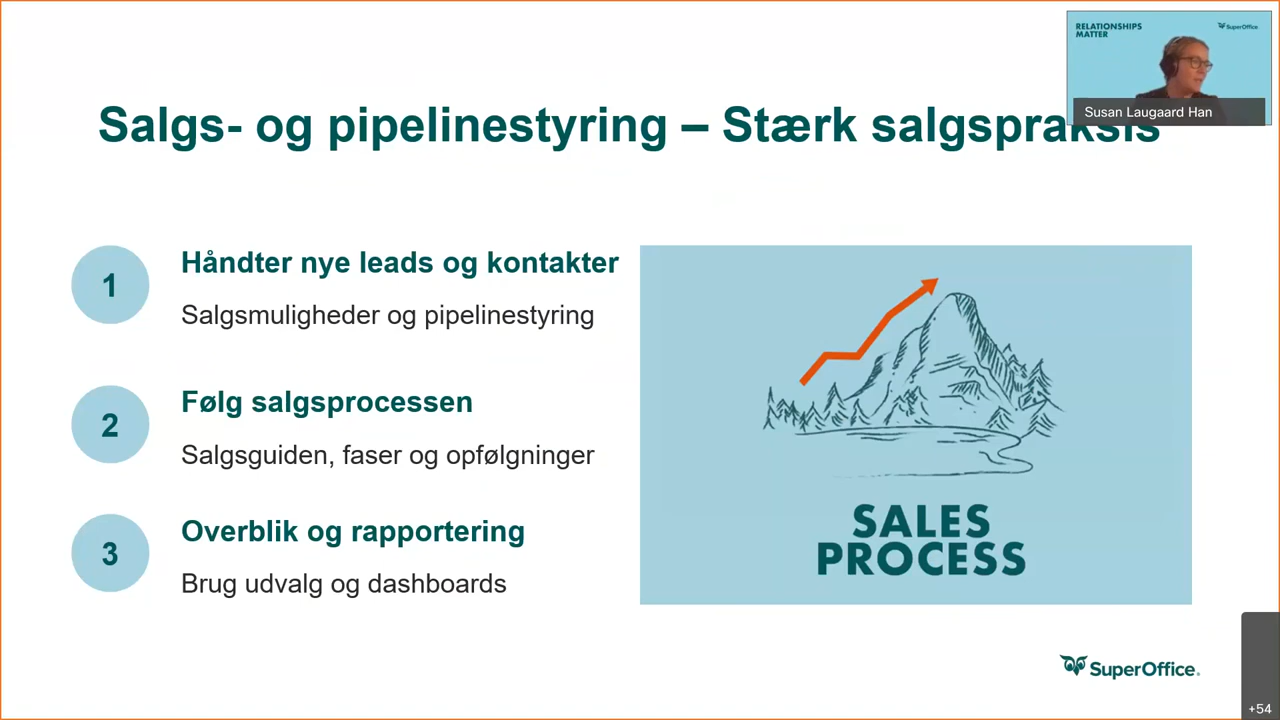 RELATIONSHIPS
MATTER
SuperOffice
Susan Laugaard Han
Salgs- og pipelinestyring – Stærk salgspraksis
1
Håndter nye leads og kontakter
Salgsmuligheder og pipelinestyring
2
Følg salgsprocessen
Salgsguiden, faser og opfølgninger
3
Overblik og rapportering
Brug udvalg og dashboards
SALES
PROCESS
SuperOffice
+54